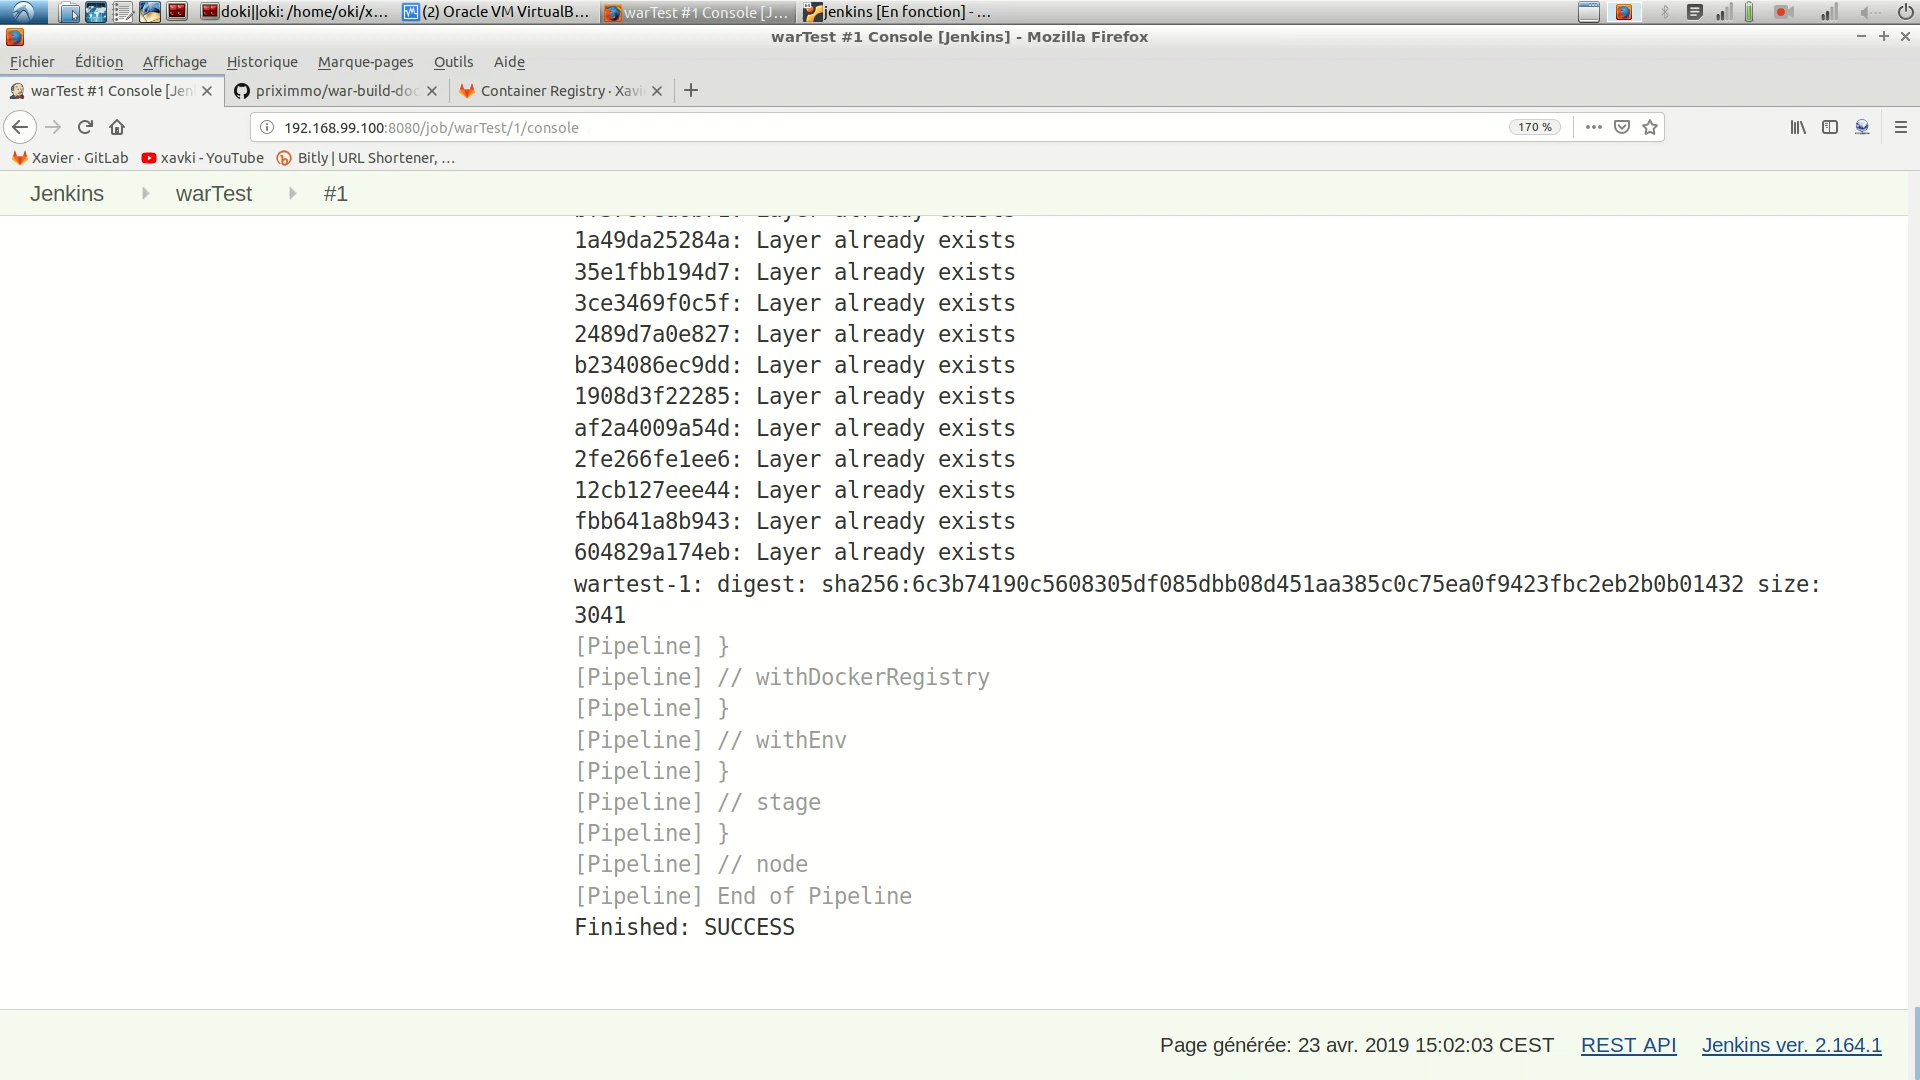 doki||oki: /home/oki/x...
(2) Oracle VM VirtualB...
warTest #1 Console [J...
jenkins [En fonction] - ...
warTest #1 Console [Jenkins] - Mozilla Firefox
Fichier Édition Affichage Historique Marque-pages Outils Aide
warTest #1 Console [Jen
priximmo/war-build-doc
Container Registry · Xavi
192.168.99.100:8080/job/warTest/1/console
170 %
Xavier · GitLab
xavki - YouTube
Bitly | URL Shortener, ...
Jenkins warTest #1
1a49da25284a: Layer already exists
35e1fbb194d7: Layer already exists
3ce3469f0c5f: Layer already exists
2489d7a0e827: Layer already exists
b234086ec9dd: Layer already exists
1908d3f22285: Layer already exists
af2a4009a54d: Layer already exists
2fe266fe1ee6: Layer already exists
12cb127eee44: Layer already exists
fbb641a8b943: Layer already exists
604829a174eb: Layer already exists
wartest-1: digest: sha256:6c3b74190c5608305df085dbb08d451aa385c0c75ea0f9423fbc2eb2b0b01432 size:
3041
[Pipeline] }
[Pipeline] // withDockerRegistry
[Pipeline] }
[Pipeline] // withEnv
[Pipeline] }
[Pipeline] // stage
[Pipeline] }
[Pipeline] // node
[Pipeline] End of Pipeline
Finished: SUCCESS
Page générée: 23 avr. 2019 15:02:03 CEST REST API Jenkins ver. 2.164.1